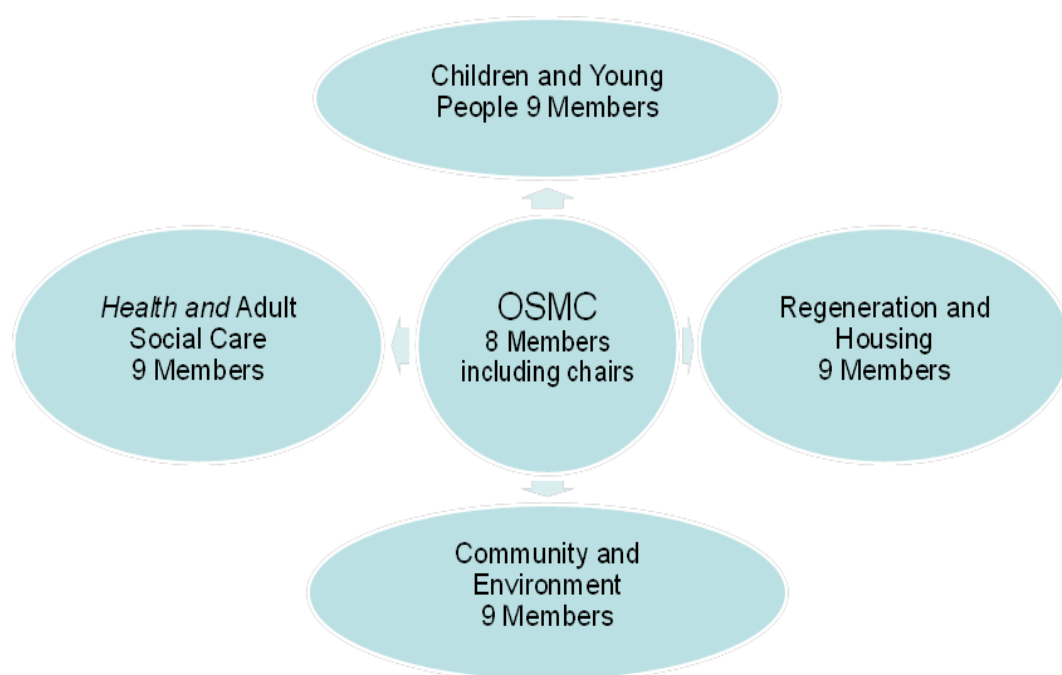 Children and Young
People 9 Members
Health and Adult
Social Care
9 Members
OSMC
8 Members
including chairs
Regeneration and
Housing
9 Members
Community and
Environment
9 Members